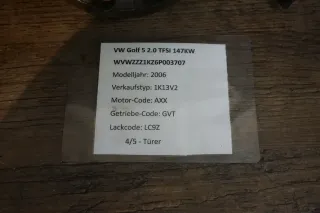 VW Golf 5 2.0 TFSI 147KW
WVWZZZ1KZ6P003707
Modelljahr: 2006
Verkaufstyp: 1K13V2
Motor-Code: AXX
Getriebe-Code: GVT
Lackcode: LC9Z
4/5 - Türer